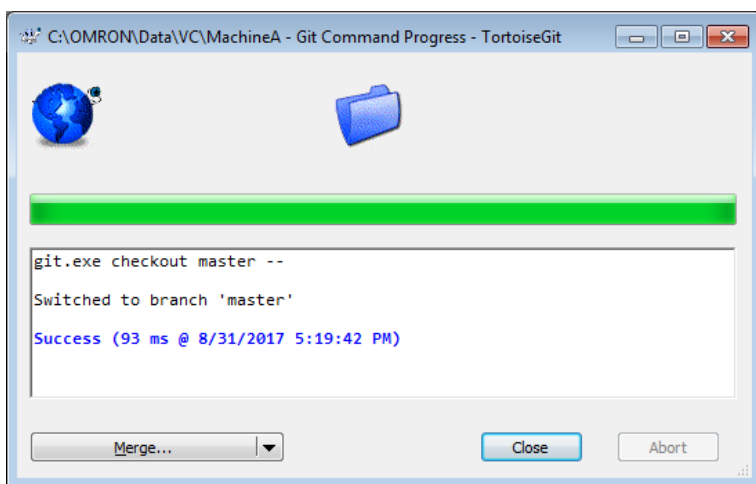 C:\OMRON\Data\VC\MachineA - Git Command Progress - TortoiseGit
git.exe checkout master --
Switched to branch 'master'
Success (93 ms @ 8/31/2017 5:19:42 PM)
Merge...
Close
Abort